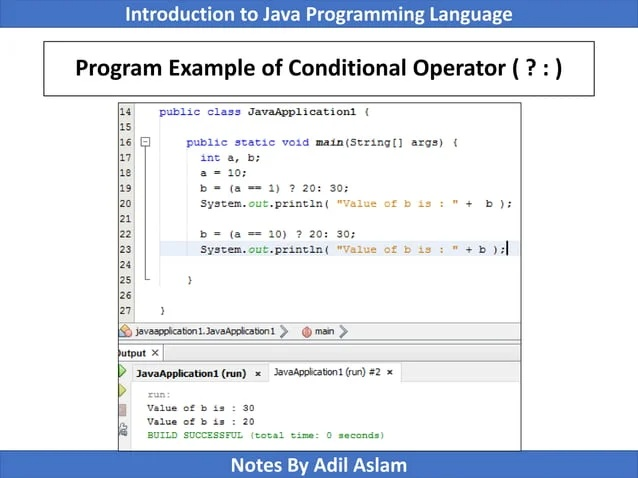 Introduction to Java Programming Language
Program Example of Conditional Operator ( ? : )
14 public class JavaApplication1 {
15
16 public static void main(String[] args) {
17 int a, b;
18 a = 10;
19 b = (a == 1) ? 20: 30;
20 System.out.println( "Value of b is : " +  b );
21
22 b = (a == 10) ? 20: 30;
23 System.out.println( "Value of b is : " + b );
24
25 }
26
27 }
javaapplication1.JavaApplication1 main
Output
JavaApplication1 (run) JavaApplication1 (run) #2
run:
Value of b is : 30
Value of b is : 20
BUILD SUCCESSFUL (total time: 0 seconds)
Notes By Adil Aslam